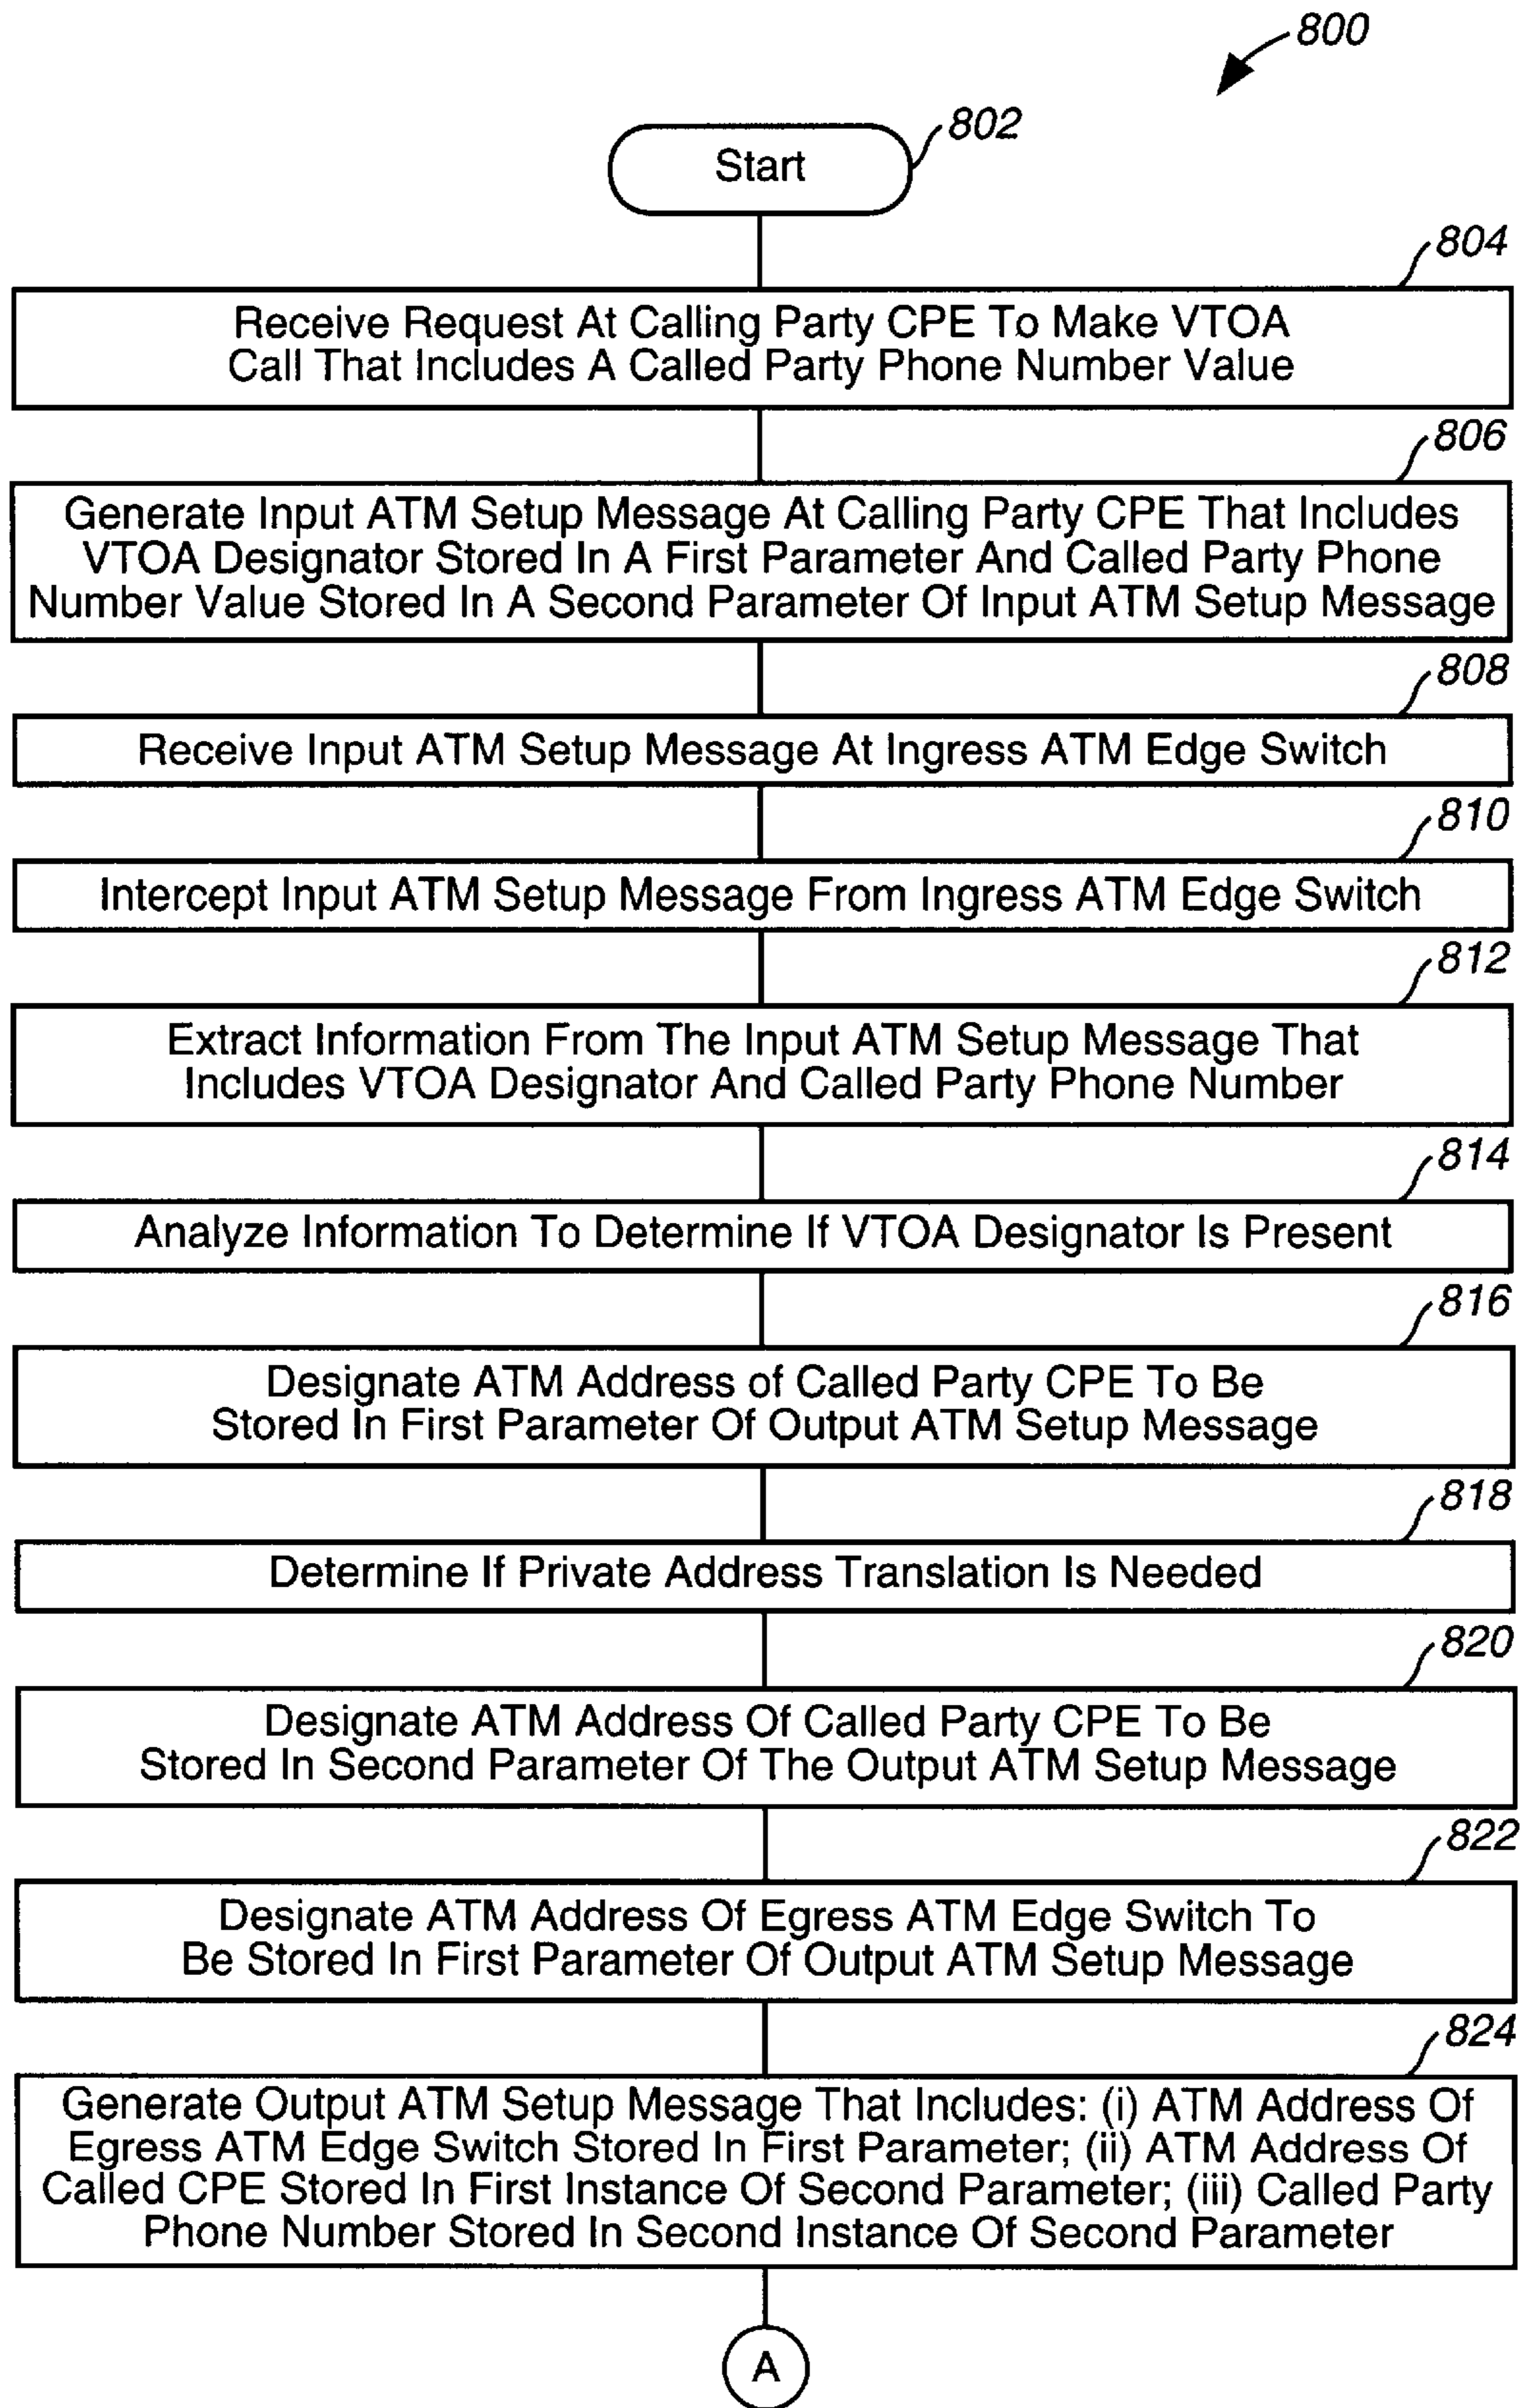 800
802
Start
804
Receive Request At Calling Party CPE To Make VTOA
Call That Includes A Called Party Phone Number Value
806
Generate Input ATM Setup Message At Calling Party CPE That Includes
VTOA Designator Stored In A First Parameter And Called Party Phone
Number Value Stored In A Second Parameter Of Input ATM Setup Message
808
Receive Input ATM Setup Message At Ingress ATM Edge Switch
810
Intercept Input ATM Setup Message From Ingress ATM Edge Switch
812
Extract Information From The Input ATM Setup Message That
Includes VTOA Designator And Called Party Phone Number
814
Analyze Information To Determine If VTOA Designator Is Present
816
Designate ATM Address of Called Party CPE To Be
Stored In First Parameter Of Output ATM Setup Message
818
Determine If Private Address Translation Is Needed
820
Designate ATM Address Of Called Party CPE To Be
Stored In Second Parameter Of The Output ATM Setup Message
822
Designate ATM Address Of Egress ATM Edge Switch To
Be Stored In First Parameter Of Output ATM Setup Message
824
Generate Output ATM Setup Message That Includes: (i) ATM Address Of
Egress ATM Edge Switch Stored In First Parameter; (ii) ATM Address Of
Called CPE Stored In First Instance Of Second Parameter; (iii) Called Party
Phone Number Stored In Second Instance Of Second Parameter
A